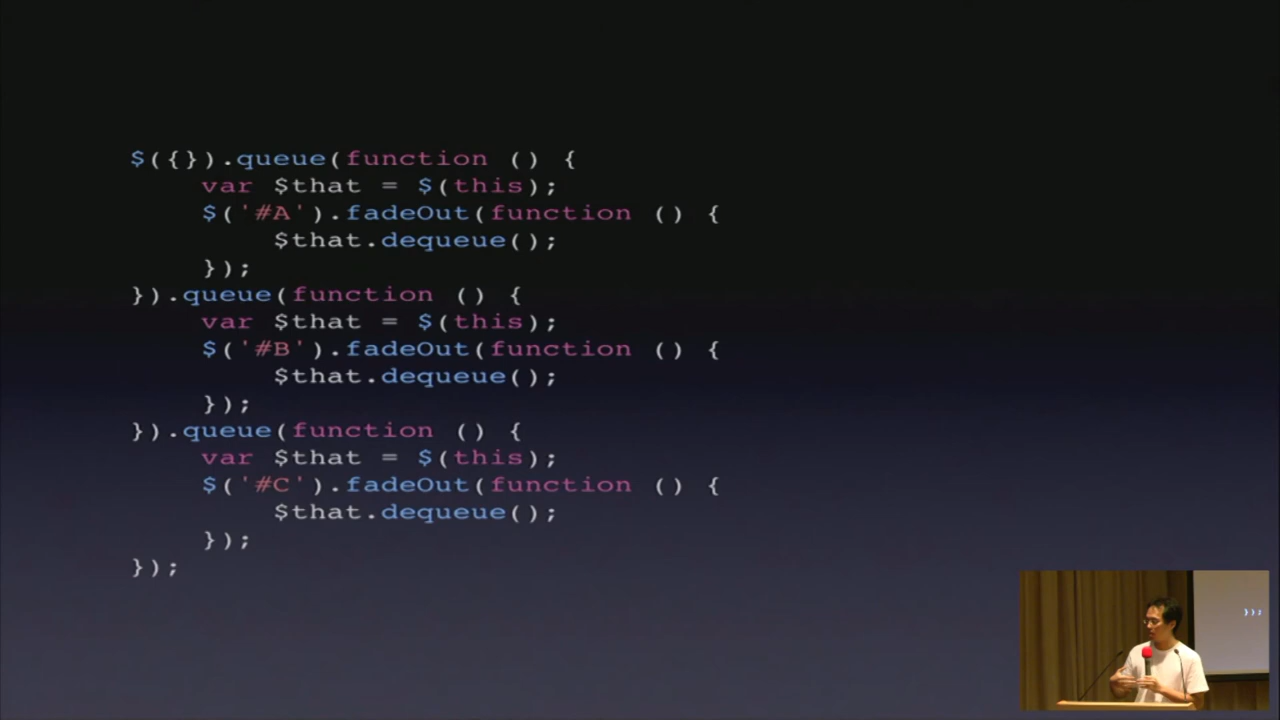 $({}).queue(function () {
    var $that = $(this);
    $('#A').fadeOut(function () {
        $that.dequeue();
    });
}).queue(function () {
    var $that = $(this);
    $('#B').fadeOut(function () {
        $that.dequeue();
    });
}).queue(function () {
    var $that = $(this);
    $('#C').fadeOut(function () {
        $that.dequeue();
    });
});
});